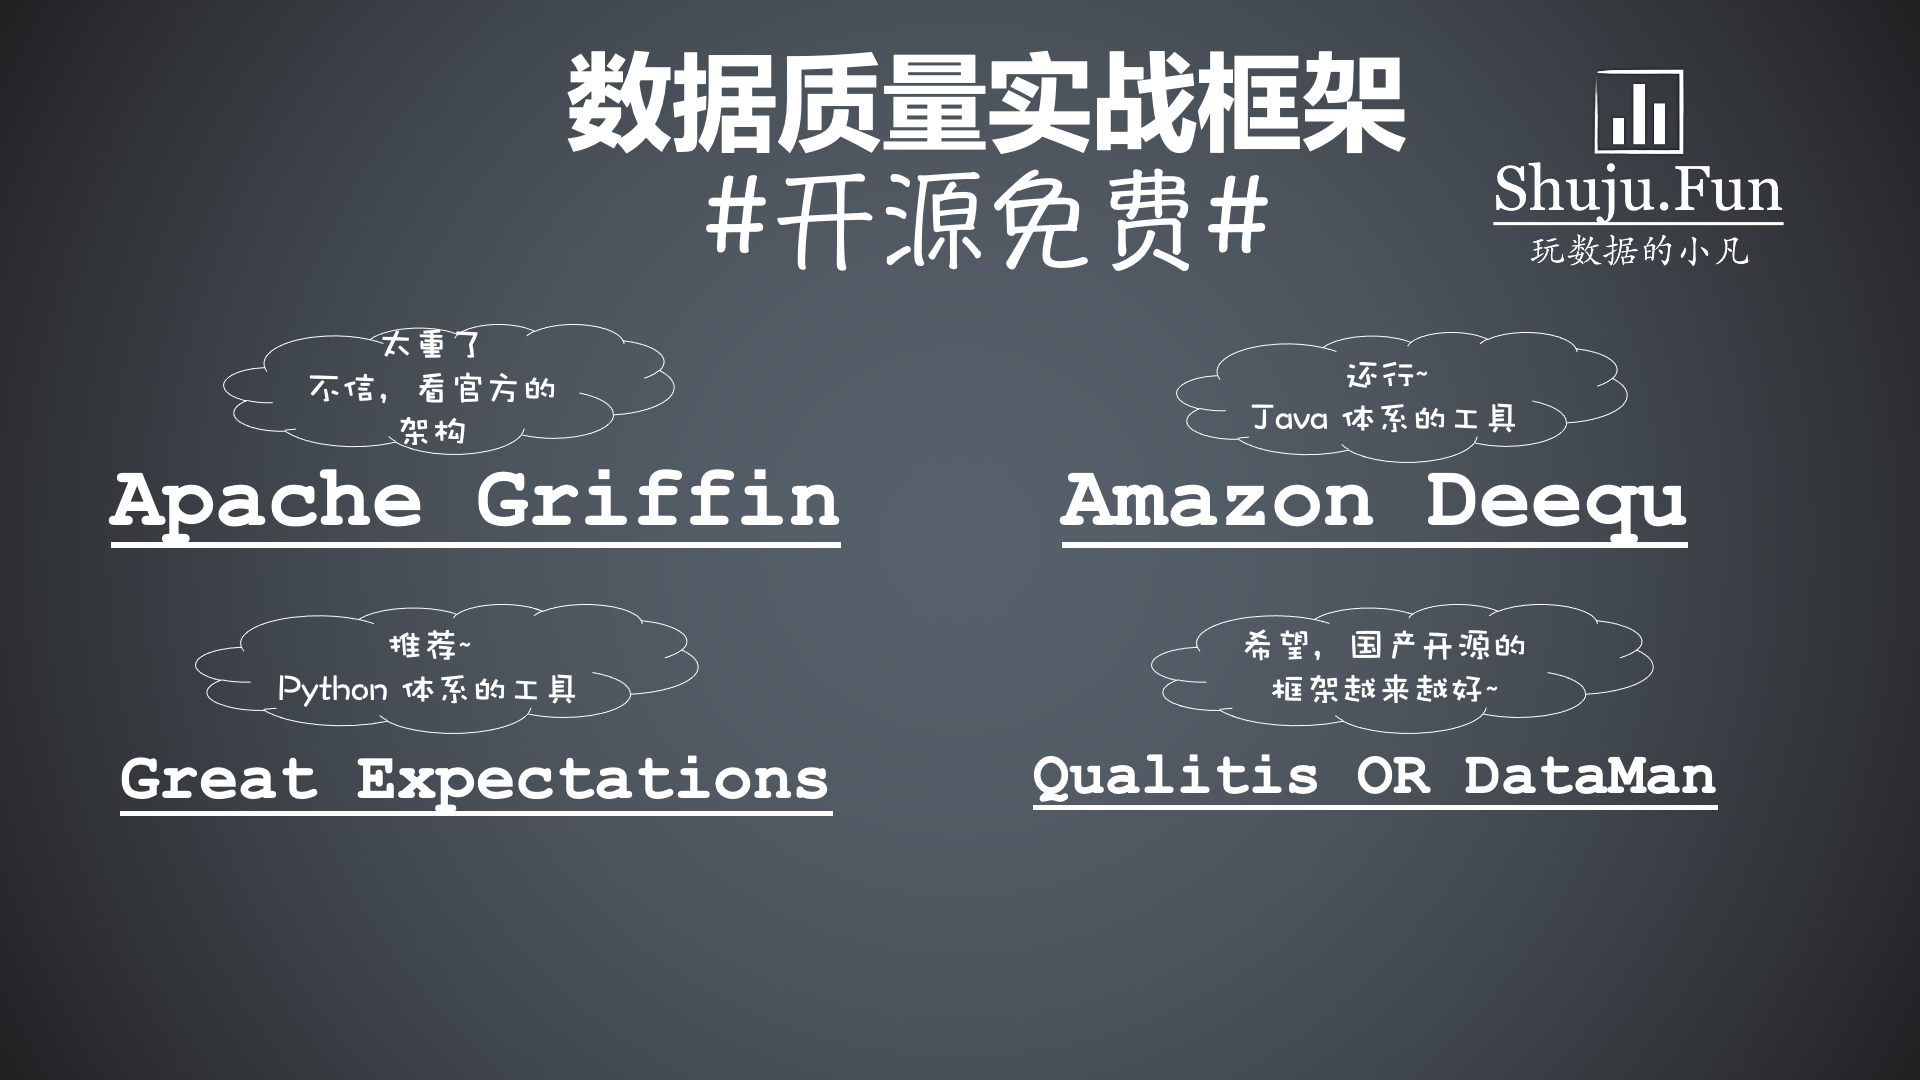 数据质量实战框架
#开源免费#
Shuju.Fun
玩数据的小凡
太重了
不信，看官方的
架构
Apache Griffin
还行~
Java 体系的工具
Amazon Deequ
推荐~
Python 体系的工具
Great Expectations
希望，国产开源的
框架越来越好~
Qualitis OR DataMan